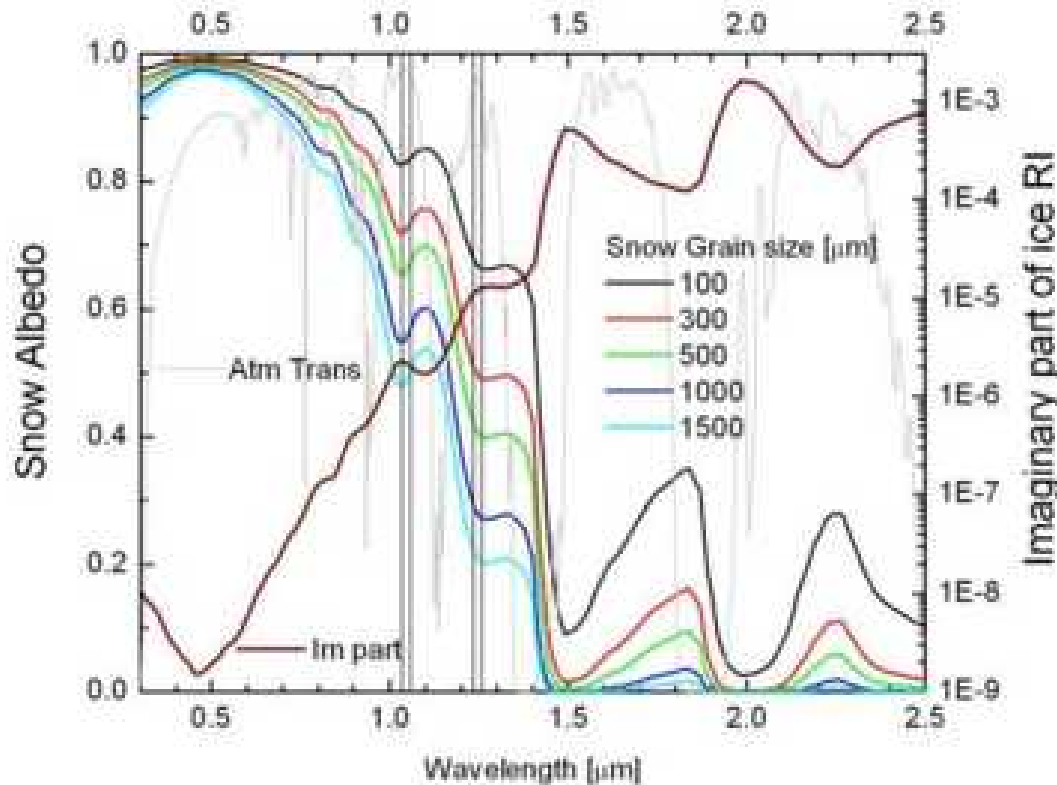 0.5 1.0 1.5 2.0 2.5
1.0
0.8
0.6
0.4
0.2
0.0
Snow Albedo
1E-3
1E-4
1E-5
1E-6
1E-7
1E-8
1E-9
Imaginary part of ice RI
Snow Grain size [μm]
100
300
500
1000
1500
Atm Trans
Im part
0.5 1.0 1.5 2.0 2.5
Wavelength [μm]